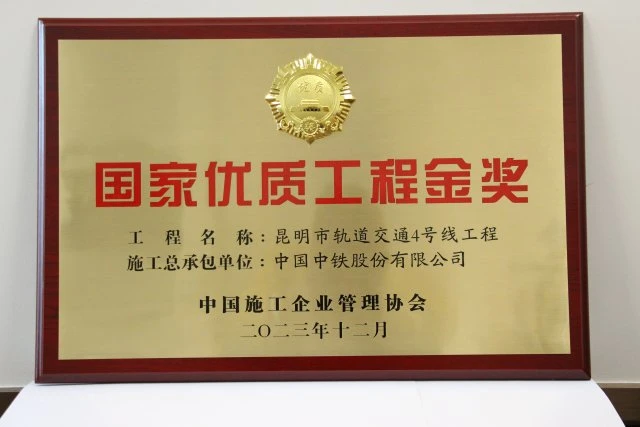 优质
国家优质工程金奖
工程名称：昆明市轨道交通4号线工程
施工总承包单位：中国中铁股份有限公司
中国施工企业管理协会
二〇二三年十二月